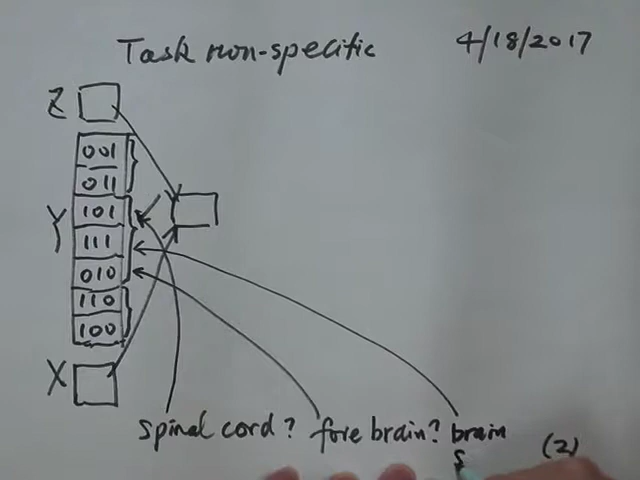 Task non-specific 4/18/2017
Z
001
011
Y 101
111
010
110
100
X
spinal cord? fore brain? brain
s (2)